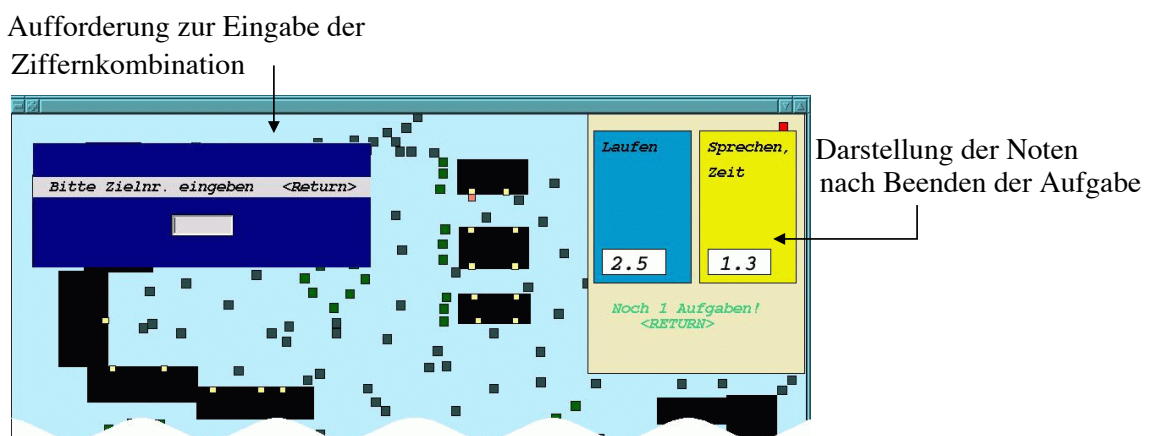 Aufforderung zur Eingabe der
Ziffernkombination
Bitte Zielnr. eingeben <Return>
Laufen
2.5
Sprechen,
Zeit
1.3
Noch 1 Aufgaben!
<RETURN>
Darstellung der Noten
nach Beenden der Aufgabe